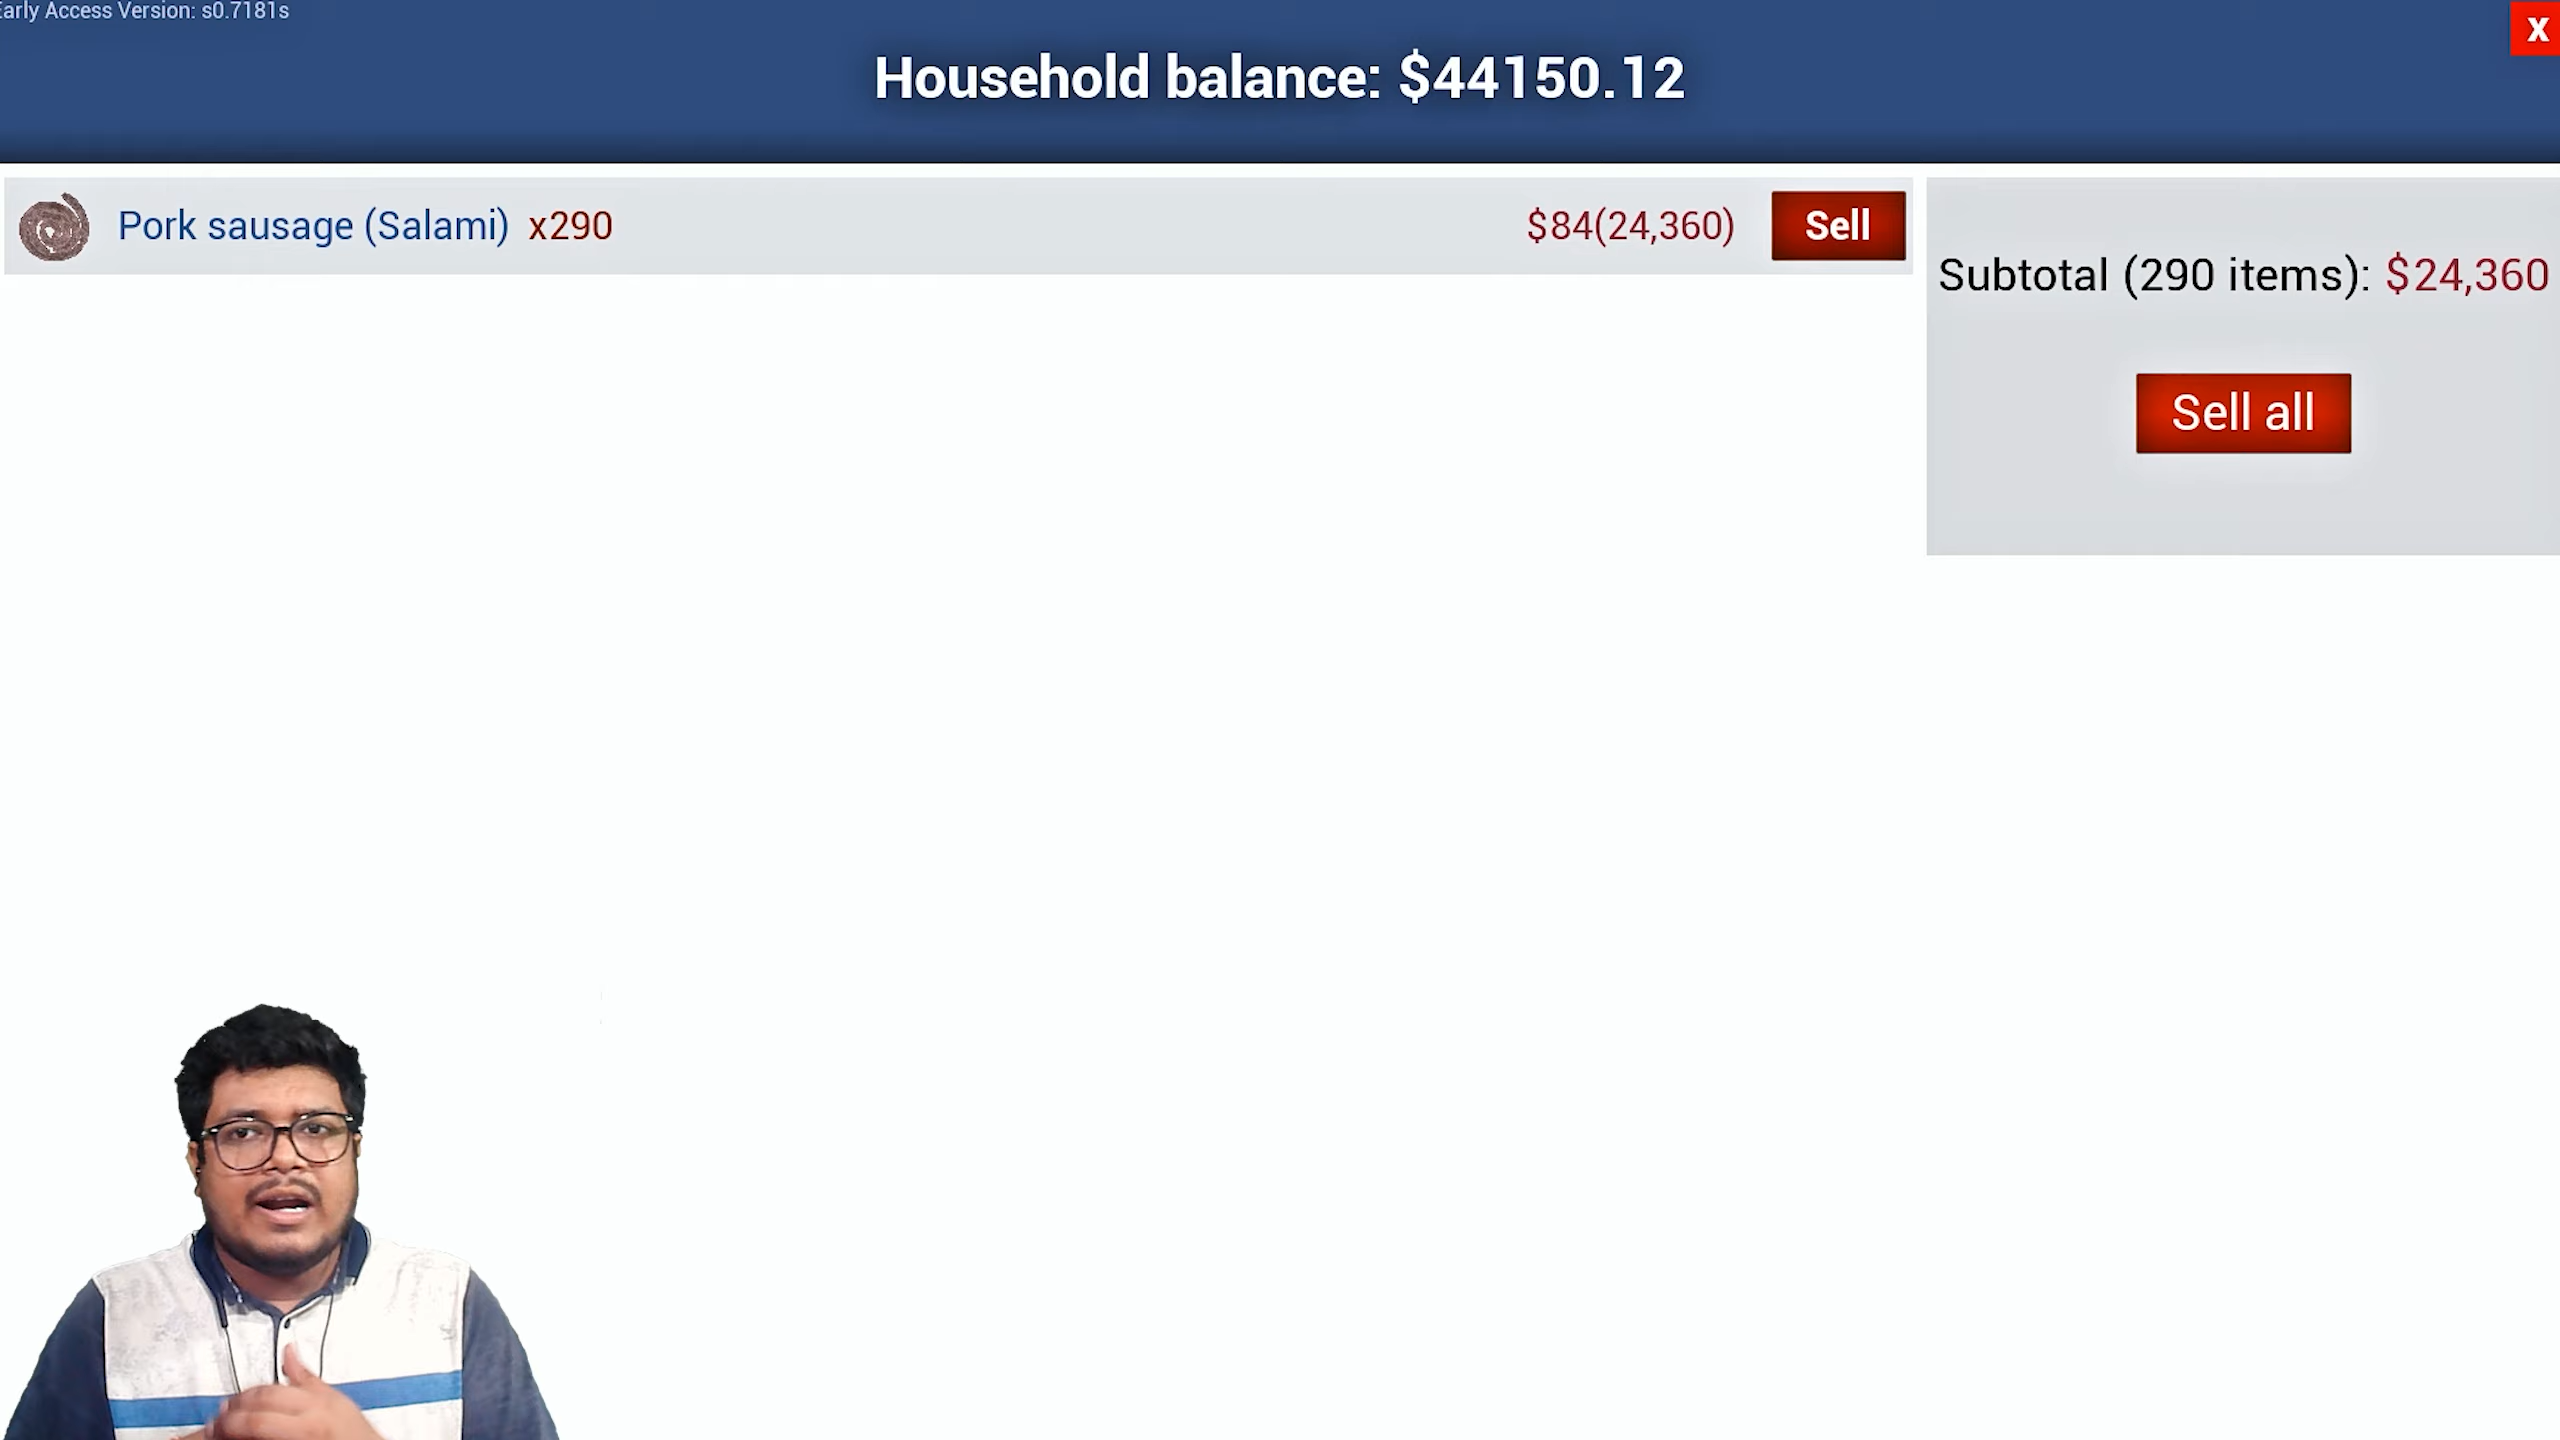 Early Access Version: s0.7181s
X
Household balance: $44150.12
Pork sausage (Salami) x290 $84(24,360) Sell
Subtotal (290 items): $24,360
Sell all